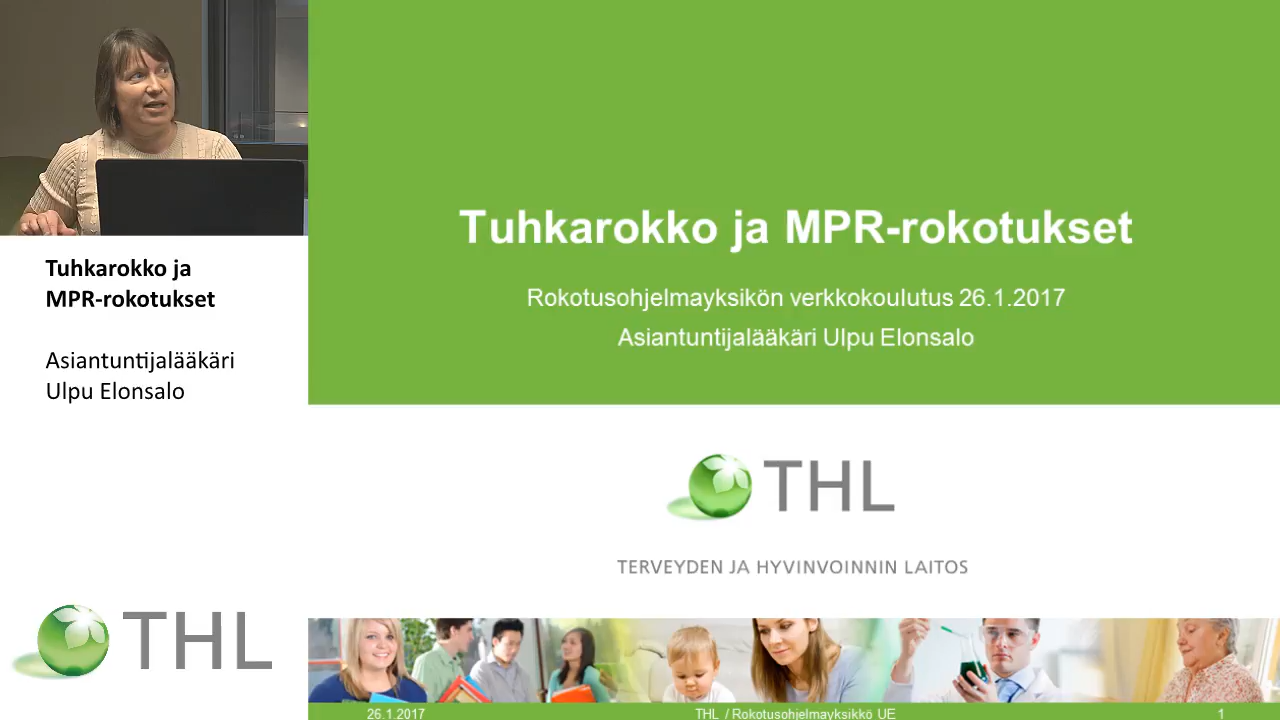 Tuhkarokko ja MPR-rokotukset
Rokotusohjelmayksikön verkkokoulutus 26.1.2017
Asiantuntijalääkäri Ulpu Elonsalo
Tuhkarokko ja
MPR-rokotukset
Asiantuntijalääkäri
Ulpu Elonsalo
THL
TERVEYDEN JA HYVINVOINNIN LAITOS
THL
26.1.2017
THL / Rokotusohjelmayksikkö UE
1